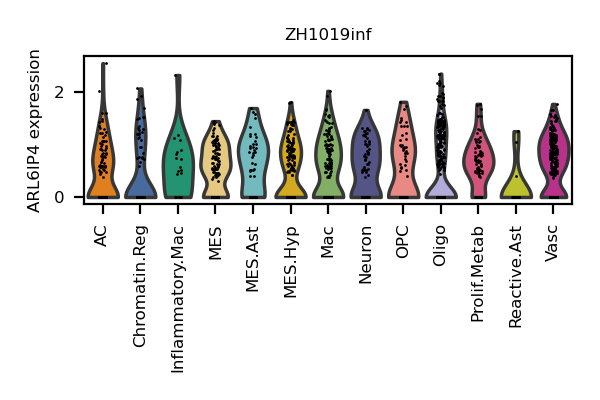 ZH1019inf
ARL6IP4 expression
2
0
AC
Chromatin.Reg
Inflammatory.Mac
MES
MES.Ast
MES.Hyp
Mac
Neuron
OPC
Oligo
Prolif.Metab
Reactive.Ast
Vasc